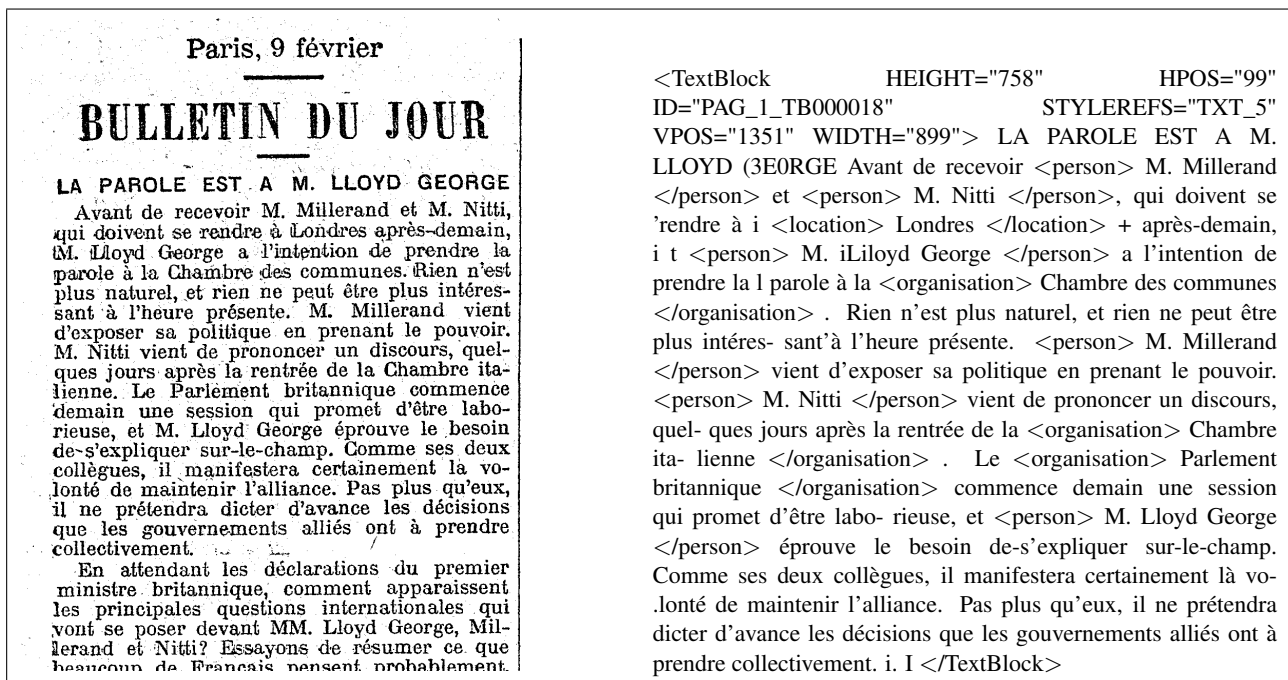 Paris, 9 février
BULLETIN DU JOUR
LA PAROLE EST A M. LLOYD GEORGE
Avant de recevoir M. Millerand et M. Nitti,
qui doivent se rendre à Londres après-demain,
M. Lloyd George a l'intention de prendre la
parole à la Chambre des communes. Rien n'est
plus naturel, et rien ne peut être plus intéres-
sant à l'heure présente. M. Millerand vient
d'exposer sa politique en prenant le pouvoir.
M. Nitti vient de prononcer un discours, quel-
ques jours après la rentrée de la Chambre ita-
lienne. Le Parlement britannique commence
demain une session qui promet d'être labo-
rieuse, et M. Lloyd George éprouve le besoin
de s'expliquer sur-le-champ. Comme ses deux
collègues, il manifestera certainement la vo-
lonté de maintenir l'alliance. Pas plus qu'eux,
il ne prétendra dicter d'avance les décisions
que les gouvernements alliés ont à prendre
collectivement.
En attendant les déclarations du premier
ministre britannique, comment apparaissent
les principales questions internationales qui
vont se poser devant MM. Lloyd George, Mil-
lerand et Nitti? Essayons de résumer ce que
beaucoup de Français pensent probablement.
<TextBlock HEIGHT="758" HPOS="99"
ID="PAG_1_TB000018" STYLEREFS="TXT_5"
VPOS="1351" WIDTH="899"> LA PAROLE EST A M.
LLOYD (3E0RGE Avant de recevoir <person> M. Millerand
</person> et <person> M. Nitti </person>, qui doivent se
'rendre à i <location> Londres </location> + après-demain,
i t <person> M. iLiloyd George </person> a l'intention de
prendre la l parole à la <organisation> Chambre des communes
</organisation> . Rien n'est plus naturel, et rien ne peut être
plus intéres- sant'à l'heure présente. <person> M. Millerand
</person> vient d'exposer sa politique en prenant le pouvoir.
<person> M. Nitti </person> vient de prononcer un discours,
quel- ques jours après la rentrée de la <organisation> Chambre
ita- lienne </organisation> . Le <organisation> Parlement
britannique </organisation> commence demain une session
qui promet d'être labo- rieuse, et <person> M. Lloyd George
</person> éprouve le besoin de-s'expliquer sur-le-champ.
Comme ses deux collègues, il manifestera certainement là vo-
.lonté de maintenir l'alliance. Pas plus qu'eux, il ne prétendra
dicter d'avance les décisions que les gouvernements alliés ont à
prendre collectivement. i. I </TextBlock>